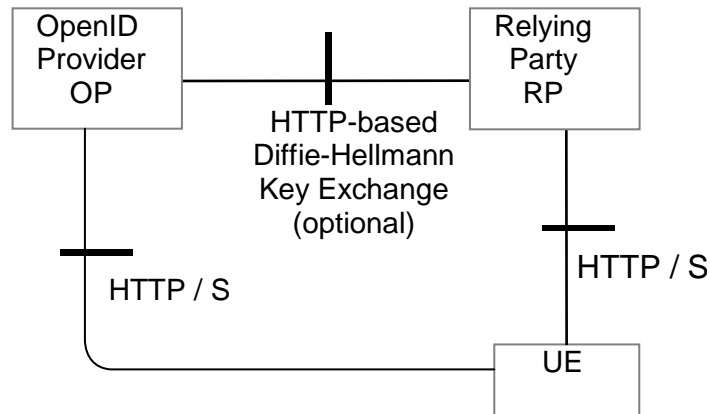 OpenID
Provider
OP
Relying
Party
RP
HTTP-based
Diffie-Hellmann
Key Exchange
(optional)
HTTP / S
HTTP / S
UE